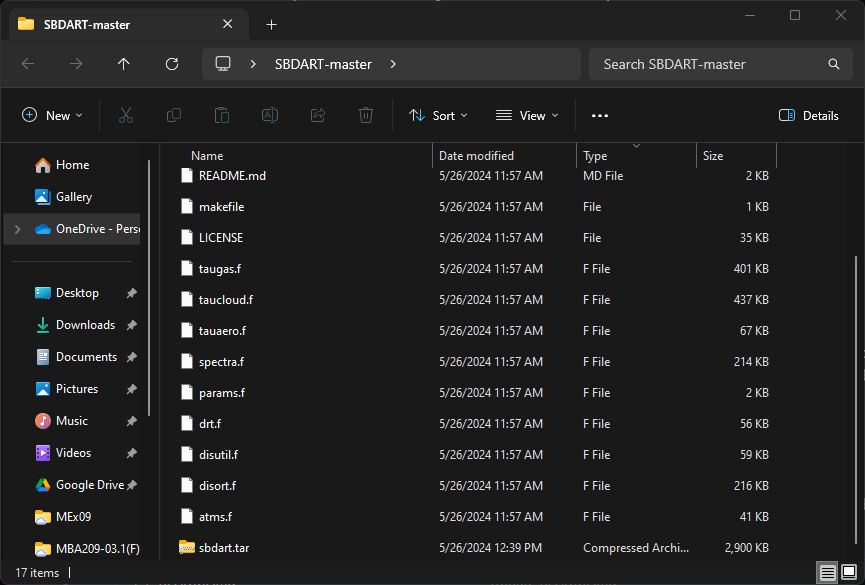 SBDART-master
SBDART-master
Search SBDART-master
New
Sort
View
Details
Name Date modified Type Size
README.md 5/26/2024 11:57 AM MD File 2 KB
makefile 5/26/2024 11:57 AM File 1 KB
LICENSE 5/26/2024 11:57 AM File 35 KB
taugas.f 5/26/2024 11:57 AM F File 401 KB
taucloud.f 5/26/2024 11:57 AM F File 437 KB
tauaero.f 5/26/2024 11:57 AM F File 67 KB
spectra.f 5/26/2024 11:57 AM F File 214 KB
params.f 5/26/2024 11:57 AM F File 2 KB
drt.f 5/26/2024 11:57 AM F File 56 KB
disutil.f 5/26/2024 11:57 AM F File 59 KB
disort.f 5/26/2024 11:57 AM F File 216 KB
atms.f 5/26/2024 11:57 AM F File 41 KB
sbdart.tar 5/26/2024 12:39 PM Compressed Archi... 2,900 KB
Home
Gallery
OneDrive - Pers
Desktop
Downloads
Documents
Pictures
Music
Videos
Google Drive
MEx09
MBA209-03.1(F)
17 items